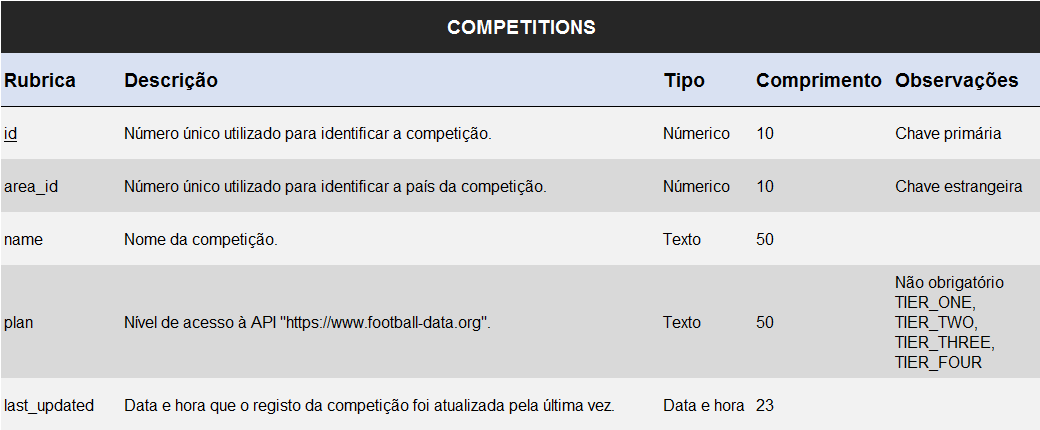 COMPETITIONS
Rubrica Descrição Tipo Comprimento Observações
id Número único utilizado para identificar a competição. Númerico 10 Chave primária
area_id Número único utilizado para identificar a país da competição. Númerico 10 Chave estrangeira
name Nome da competição. Texto 50
plan Nível de acesso à API "https://www.football-data.org". Texto 50 Não obrigatório
TIER_ONE,
TIER_TWO,
TIER_THREE,
TIER_FOUR
last_updated Data e hora que o registo da competição foi atualizada pela última vez. Data e hora 23